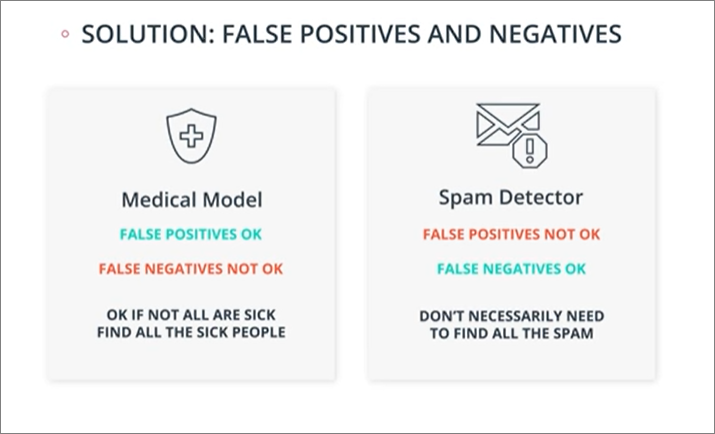 SOLUTION: FALSE POSITIVES AND NEGATIVES
Medical Model
FALSE POSITIVES OK
FALSE NEGATIVES NOT OK
OK IF NOT ALL ARE SICK
FIND ALL THE SICK PEOPLE
Spam Detector
FALSE POSITIVES NOT OK
FALSE NEGATIVES OK
DON'T NECESSARILY NEED
TO FIND ALL THE SPAM